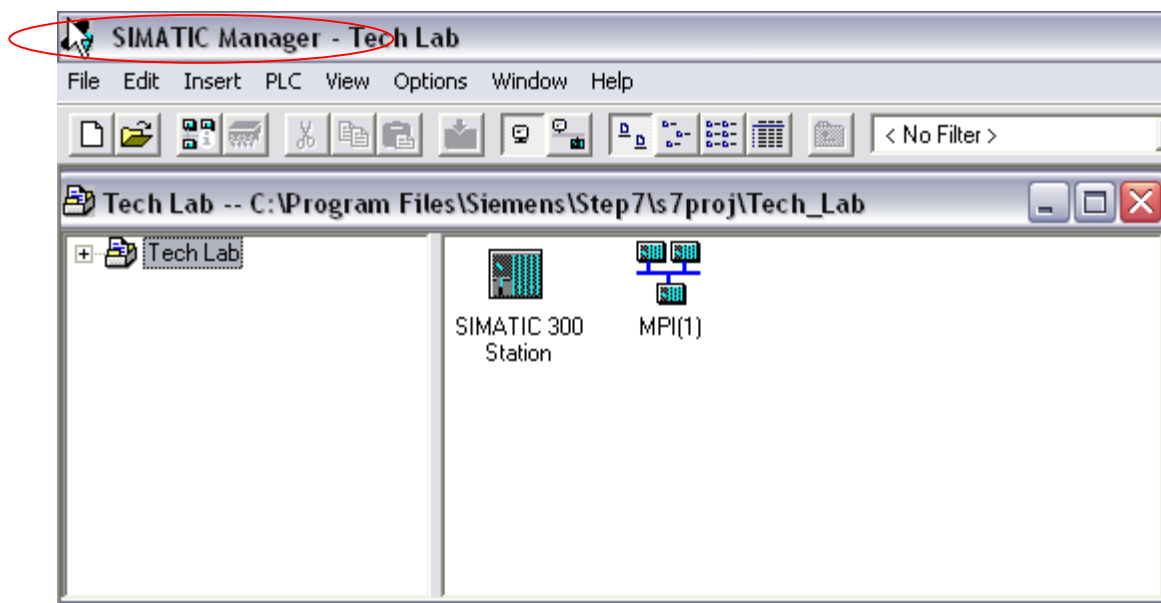 SIMATIC Manager - Tech Lab
File Edit Insert PLC View Options Window Help
< No Filter >
Tech Lab -- C:\Program Files\Siemens\Step7\s7proj\Tech_Lab
Tech Lab
SIMATIC 300
Station
MPI(1)